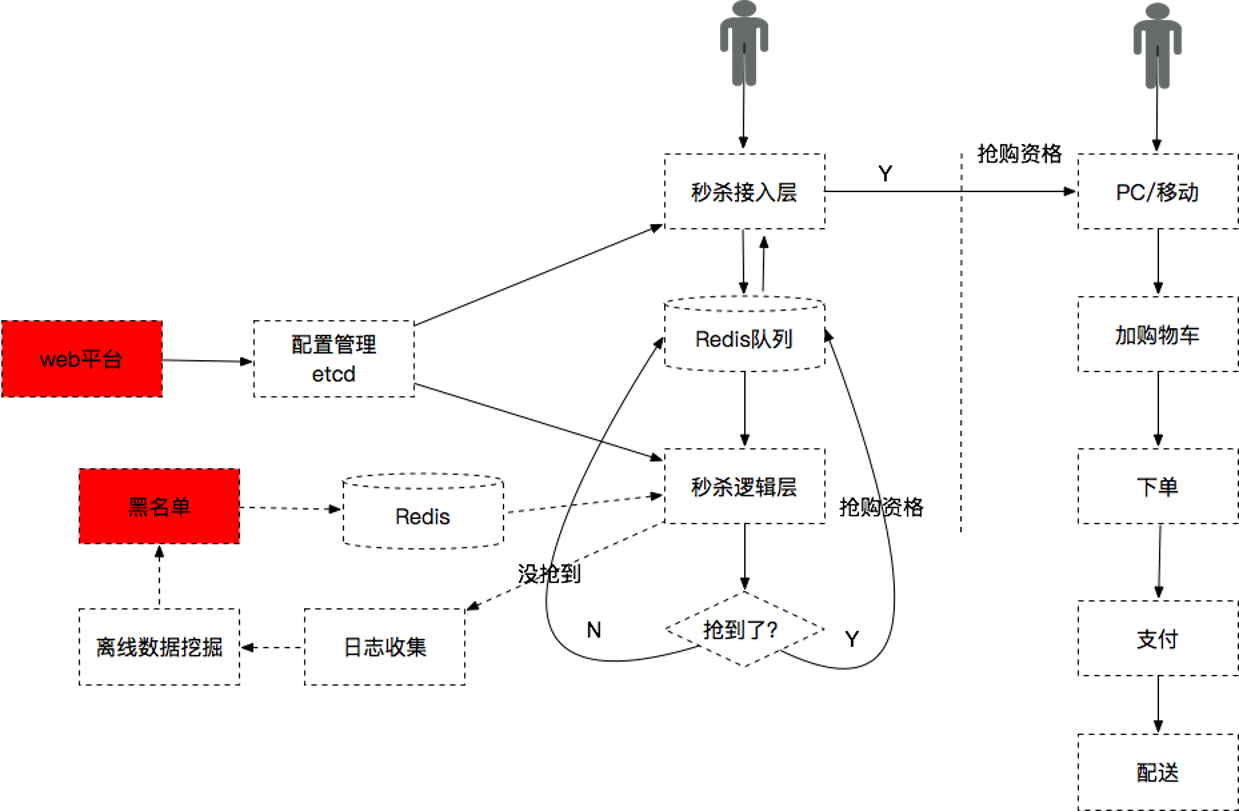 抢购资格
Y
秒杀接入层
PC/移动
Redis队列
加购物车
web平台
配置管理
etcd
黑名单
Redis
秒杀逻辑层
抢购资格
下单
没抢到
离线数据挖掘
日志收集
N
抢到了?
Y
支付
配送